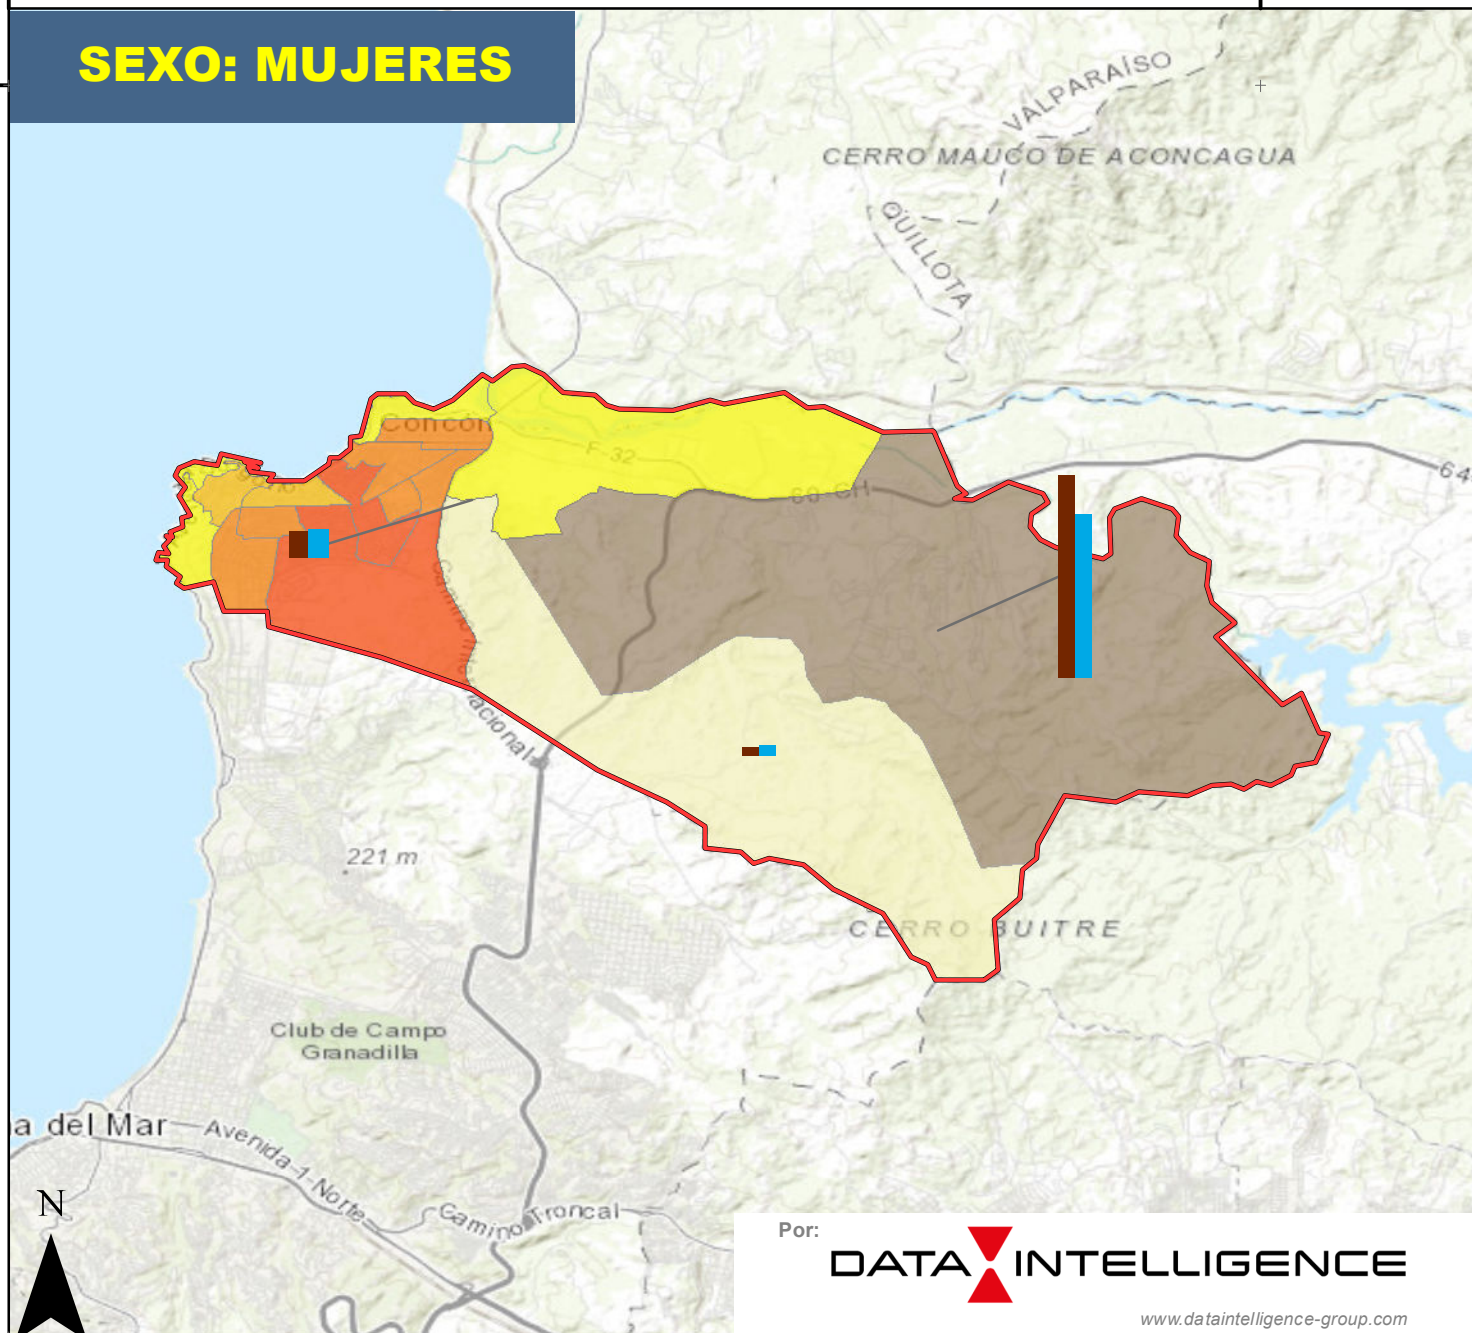 SEXO: MUJERES
VALPARAÍSO
CERRO MAUCO DE ACONCAGUA
QUILLOTA
Concón
F-32
60-CH
64
acional
221 m
CERRO BUITRE
Club de Campo
Granadilla
a del Mar
Avenida-1-Norte
Camino Troncal
N
Por:
DATA INTELLIGENCE
www.dataintelligence-group.com